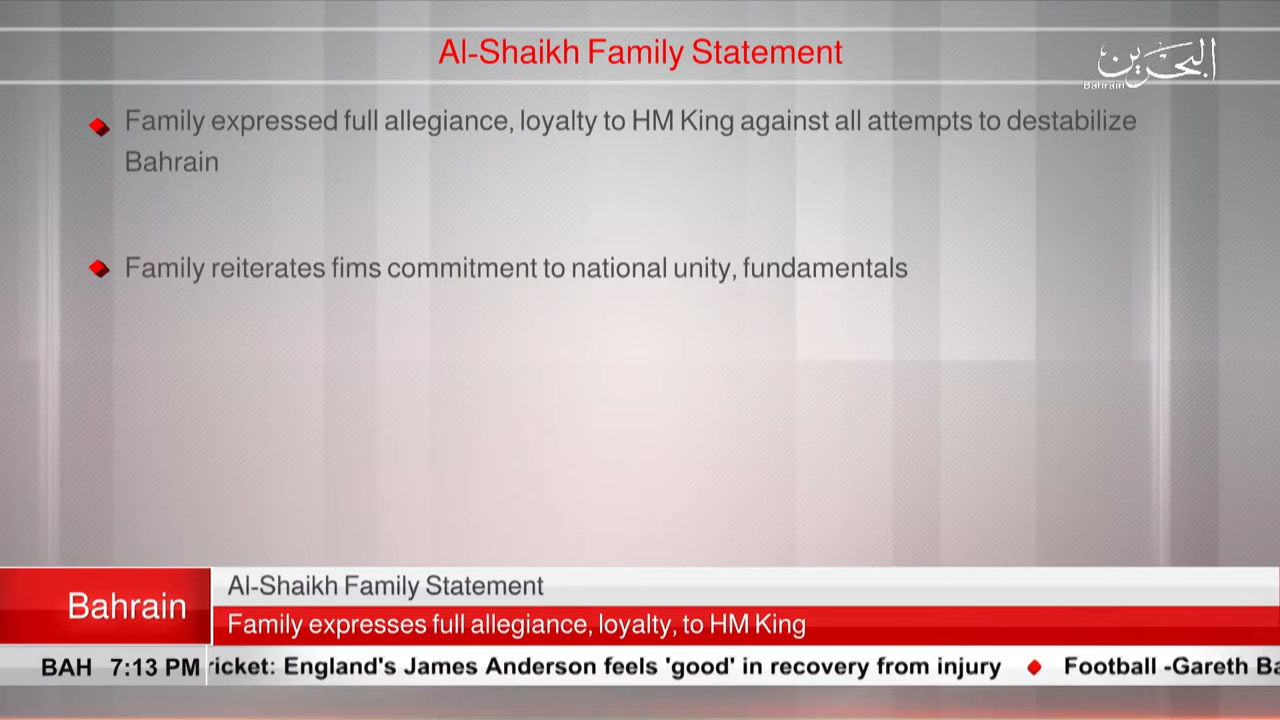 Al-Shaikh Family Statement
البحرين
Bahrain
Family expressed full allegiance, loyalty to HM King against all attempts to destabilize
Bahrain
Family reiterates fims commitment to national unity, fundamentals
Bahrain
Al-Shaikh Family Statement
Family expresses full allegiance, loyalty, to HM King
BAH 7:13 PM ricket: England's James Anderson feels 'good' in recovery from injury Football -Gareth Ba